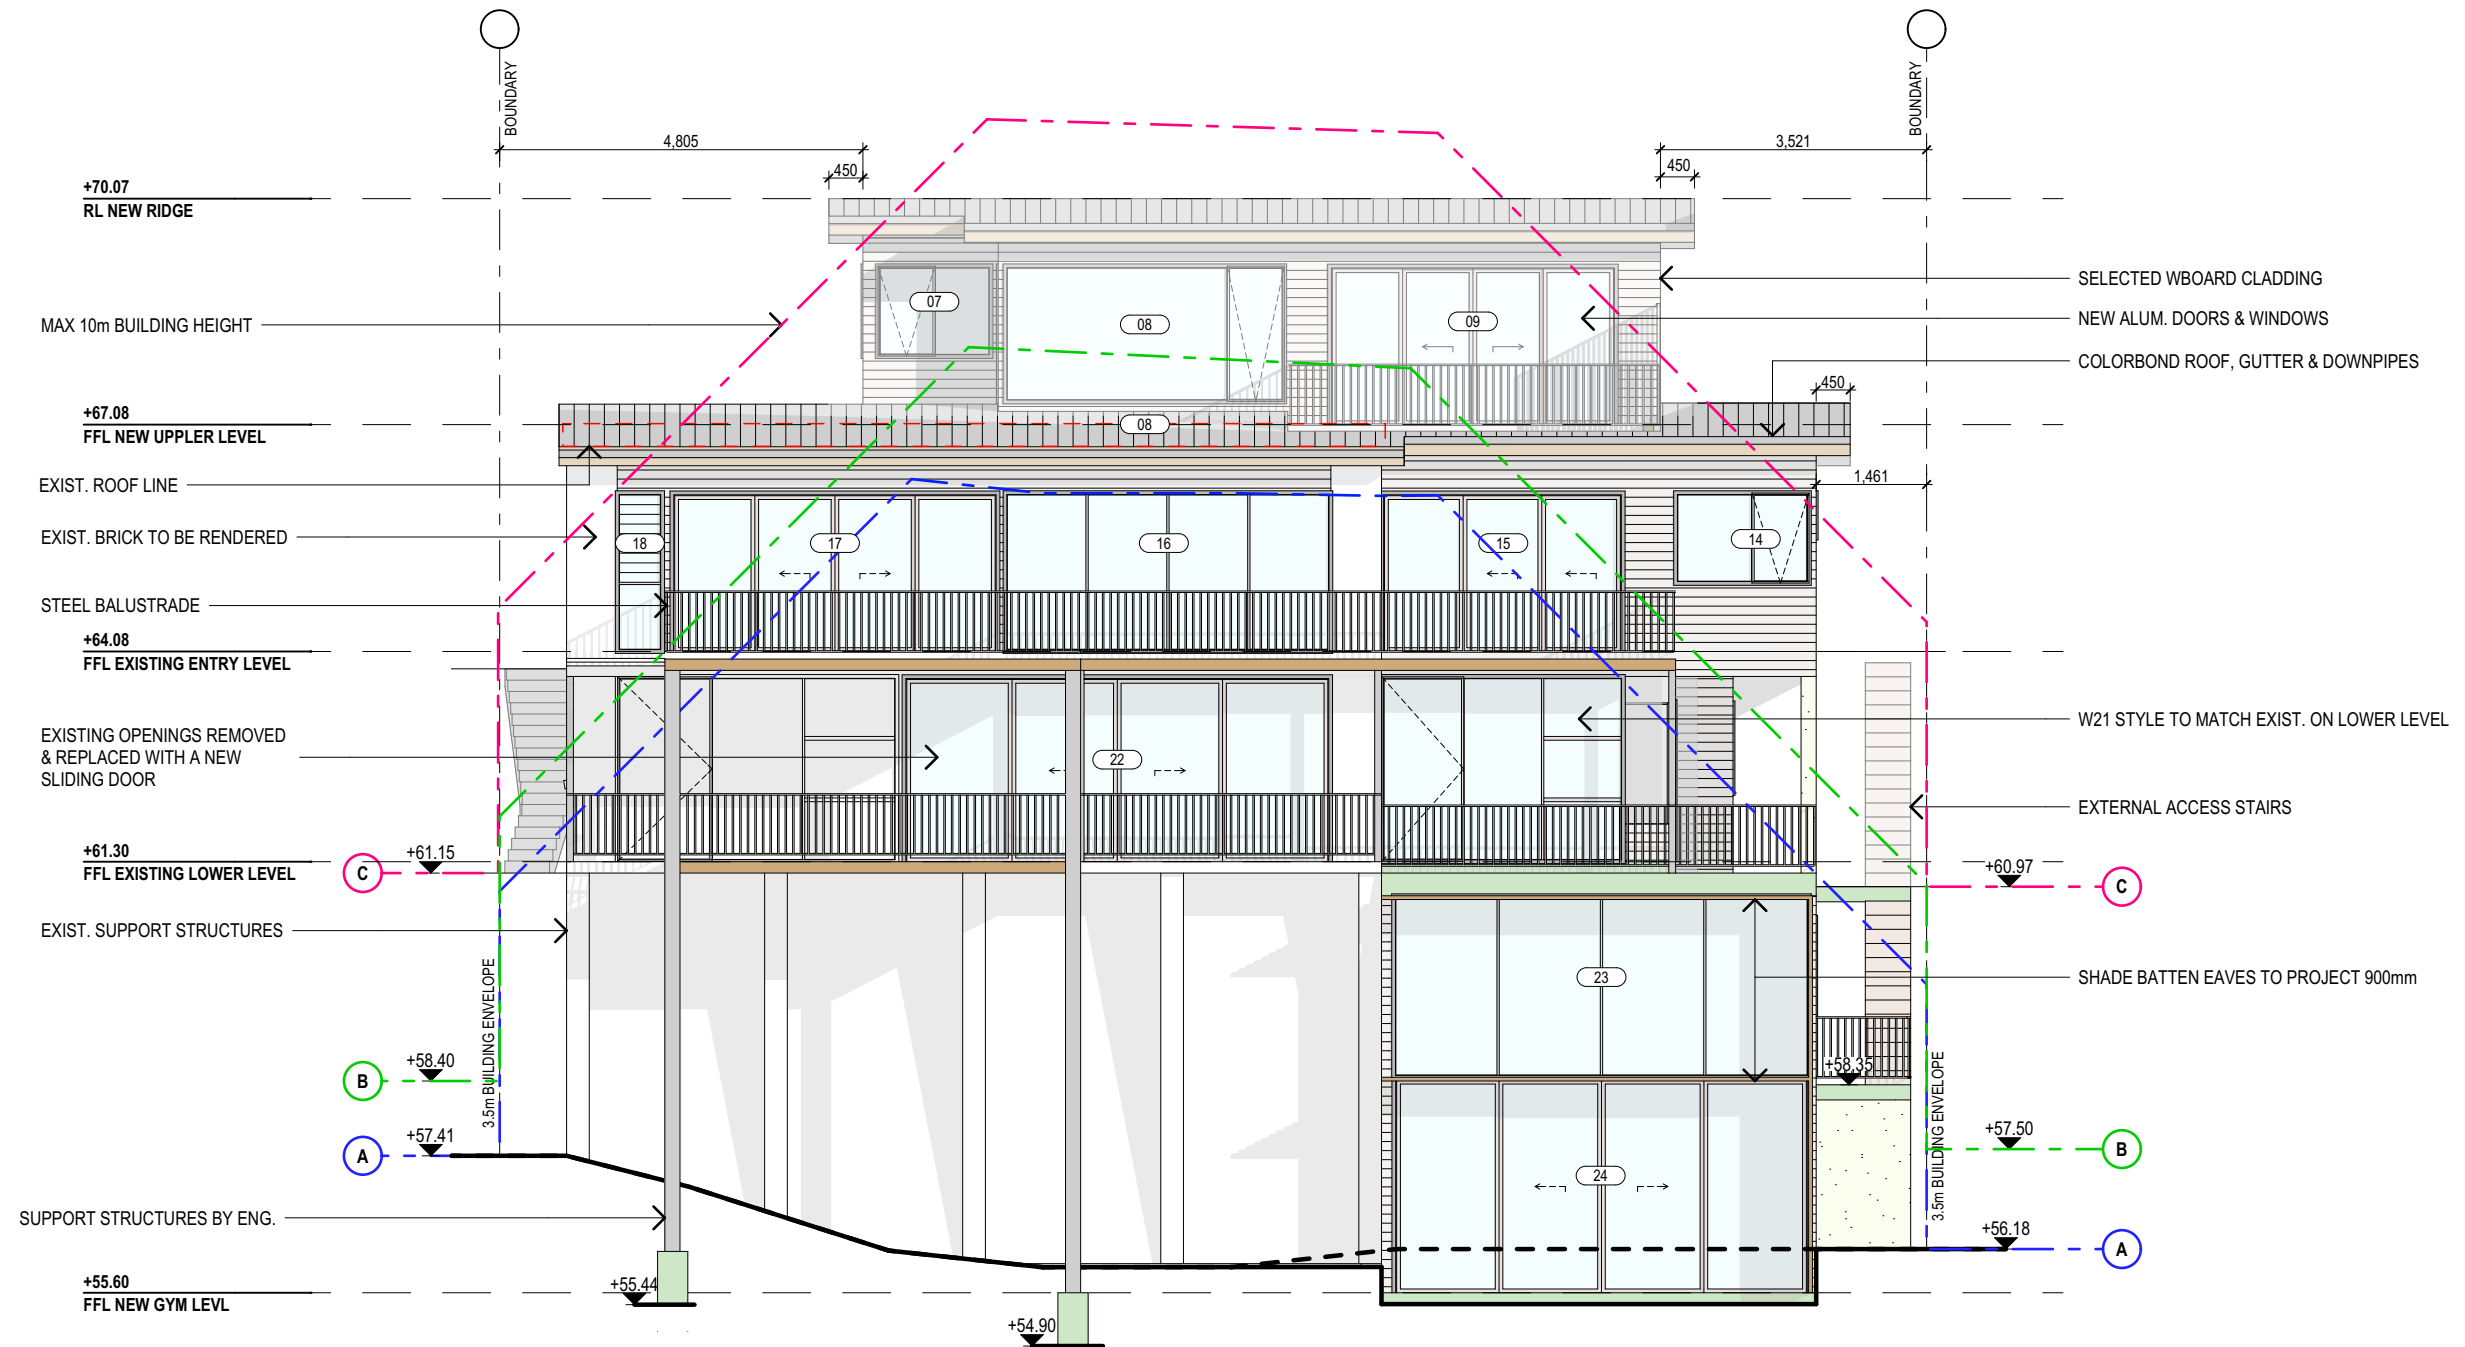 BOUNDARY
BOUNDARY
4,805
3,521
450
450
+70.07
RL NEW RIDGE
SELECTED WBOARD CLADDING
07
08
09
MAX 10m BUILDING HEIGHT
NEW ALUM. DOORS & WINDOWS
COLORBOND ROOF, GUTTER & DOWNPIPES
450
+67.08
FFL NEW UPPLER LEVEL
08
EXIST. ROOF LINE
1,461
EXIST. BRICK TO BE RENDERED
18
17
16
15
14
STEEL BALUSTRADE
+64.08
FFL EXISTING ENTRY LEVEL
W21 STYLE TO MATCH EXIST. ON LOWER LEVEL
EXISTING OPENINGS REMOVED
& REPLACED WITH A NEW
SLIDING DOOR
22
EXTERNAL ACCESS STAIRS
+61.30
FFL EXISTING LOWER LEVEL
C
+61.15
+60.97
C
EXIST. SUPPORT STRUCTURES
23
SHADE BATTEN EAVES TO PROJECT 900mm
3.5m BUILDING ENVELOPE
B
+58.40
+58.35
3.5m BUILDING ENVELOPE
A
+57.41
+57.50
B
24
SUPPORT STRUCTURES BY ENG.
+56.18
A
+55.60
FFL NEW GYM LEVL
+55.44
+54.90